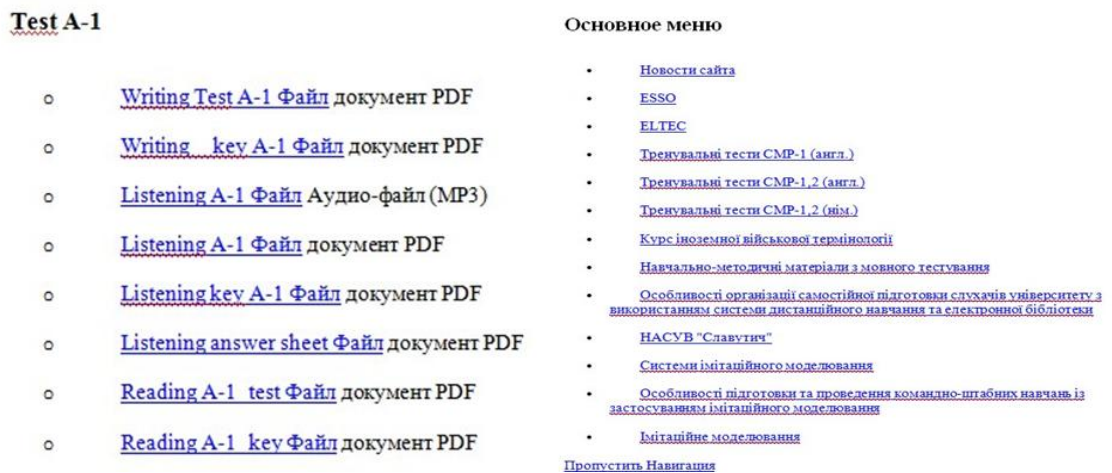 Test A-1
Writing Test A-1 Файл документ PDF
Writing key A-1 Файл документ PDF
Listening A-1 Файл Аудио-файл (MP3)
Listening A-1 Файл документ PDF
Listening key A-1 Файл документ PDF
Listening answer sheet Файл документ PDF
Reading A-1 test Файл документ PDF
Reading A-1 key Файл документ PDF
Основное меню
Новости сайта
ESSO
ELTEC
Тренувальні тести СМР-1 (англ.)
Тренувальні тести СМР-1,2 (англ.)
Тренувальні тести СМР-1,2 (нім.)
Курс іноземної військової термінології
Навчально-методичні матеріали з мовного тестування
Особливості організації самостійної підготовки слухачів університету з
використанням системи дистанційного навчання та електронної бібліотеки
НАСУВ "Славутич"
Системи імітаційного моделювання
Особливості підготовки та проведення командно-штабних навчань із
застосуванням імітаційного моделювання
Імітаційне моделювання
Пропустить Навигация